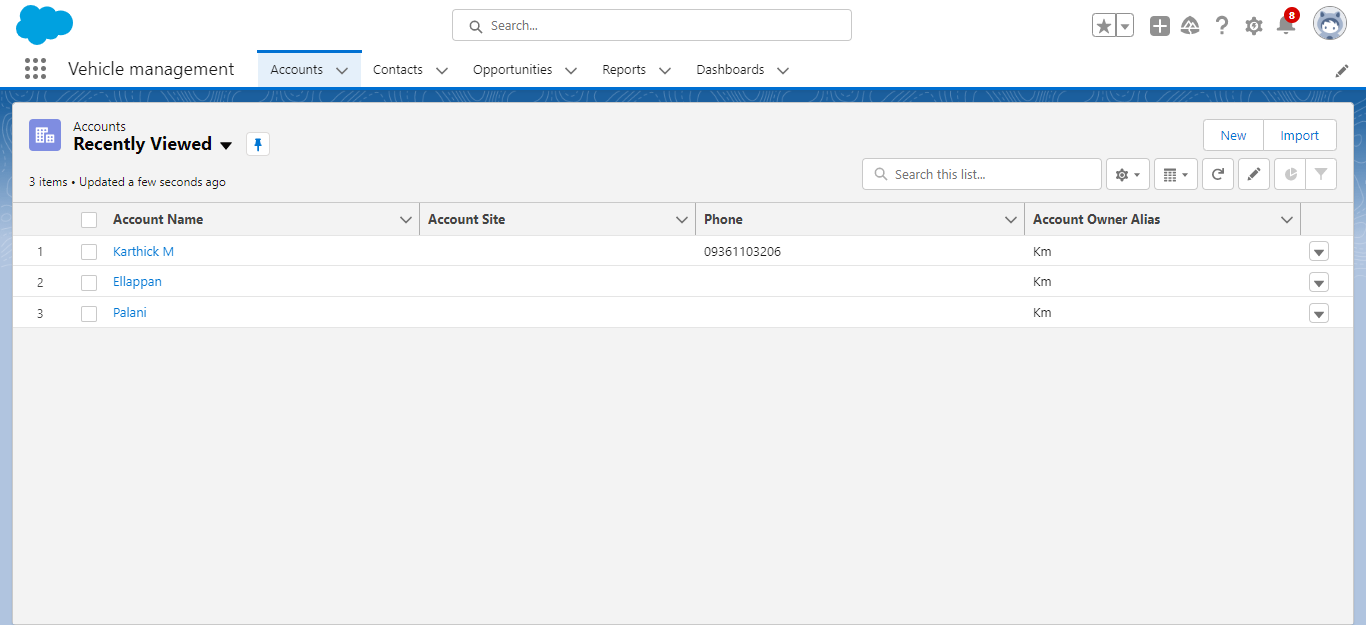 Search...
8
Vehicle management
Accounts
Contacts
Opportunities
Reports
Dashboards
Accounts
Recently Viewed
New
Import
3 items • Updated a few seconds ago
Search this list...
Account Name Account Site Phone Account Owner Alias
1 Karthick M 09361103206 Km
2 Ellappan Km
3 Palani Km